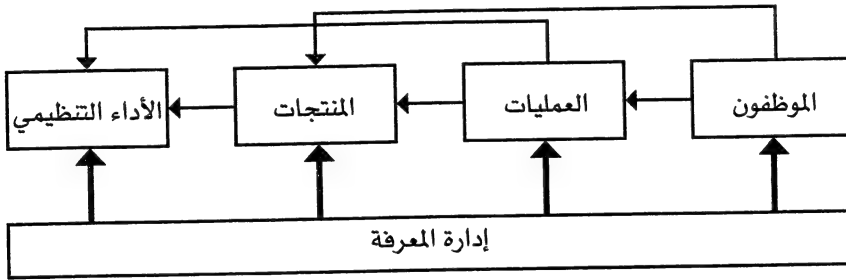 الموظفون
العمليات
المنتجات
الأداء التنظيمي
إدارة المعرفة